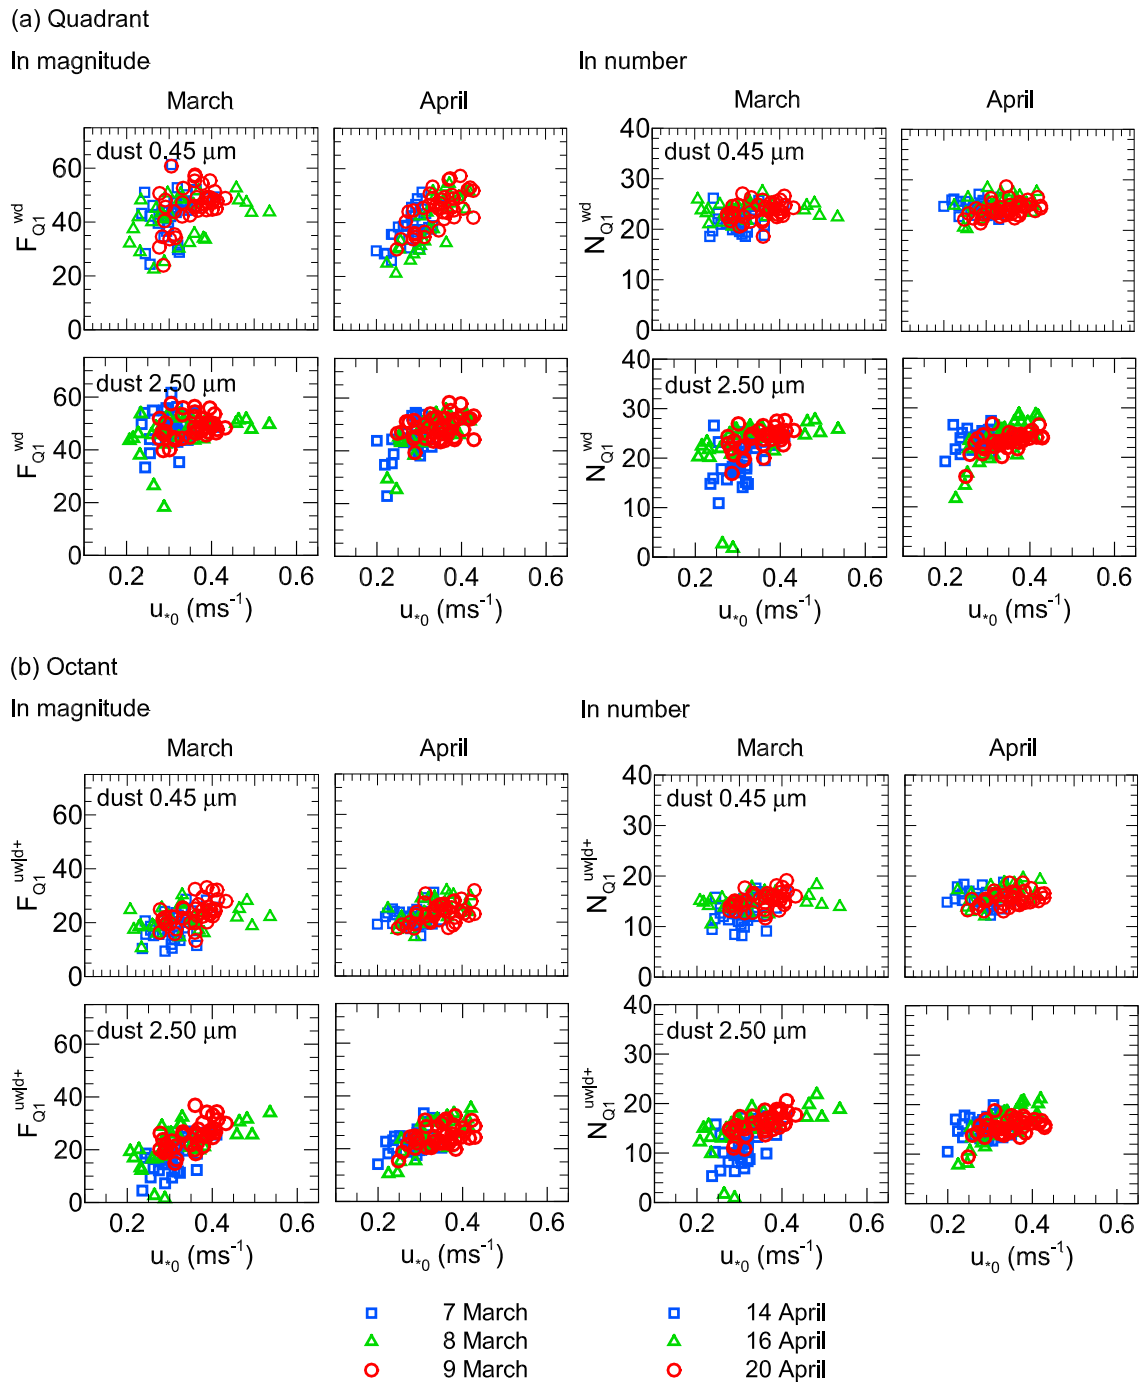 (a) Quadrant
In magnitude In number
March April March April
dust 0.45 μm dust 0.45 μm
60 40 20 0
F_Q1^wd
40 30 20 10 0
N_Q1^wd
dust 2.50 μm dust 2.50 μm
60 40 20 0
F_Q1^wd
40 30 20 10 0
N_Q1^wd
0.2 0.4 0.6 0.2 0.4 0.6 0.2 0.4 0.6 0.2 0.4 0.6
u_*0 (ms^-1) u_*0 (ms^-1) u_*0 (ms^-1) u_*0 (ms^-1)
(b) Octant
In magnitude In number
March April March April
dust 0.45 μm dust 0.45 μm
60 40 20 0
F_Q1^uw|d+
40 30 20 10 0
N_Q1^uw|d+
dust 2.50 μm dust 2.50 μm
60 40 20 0
F_Q1^uw|d+
40 30 20 10 0
N_Q1^uw|d+
0.2 0.4 0.6 0.2 0.4 0.6 0.2 0.4 0.6 0.2 0.4 0.6
u_*0 (ms^-1) u_*0 (ms^-1) u_*0 (ms^-1) u_*0 (ms^-1)
7 March 14 April
8 March 16 April
9 March 20 April